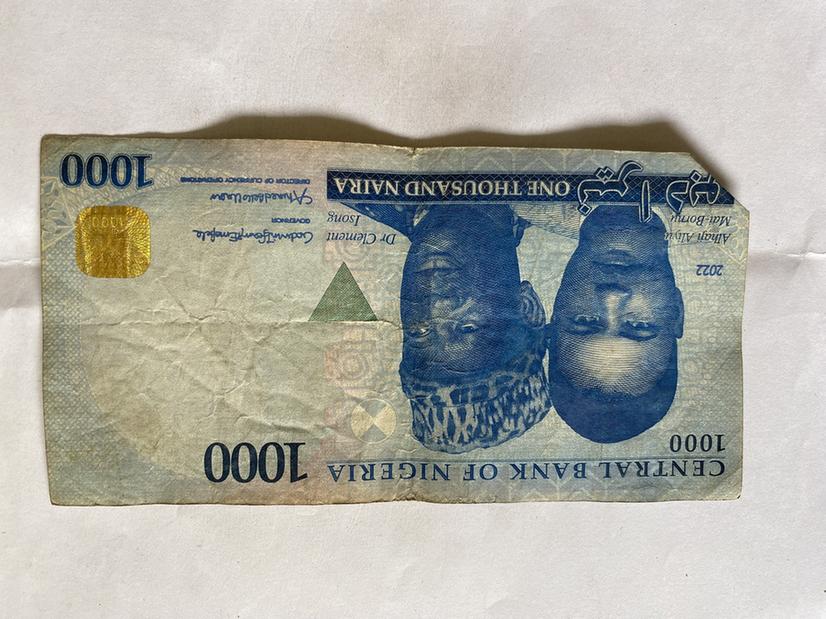 CENTRAL BANK OF NIGERIA
1000
1000
2022
Alhaji Aliyu
Mai-Bornu
Dr Clement
Isong
GOVERNOR
DIRECTOR OF CURRENCY OPERATIONS
ONE THOUSAND NAIRA
1000
1000